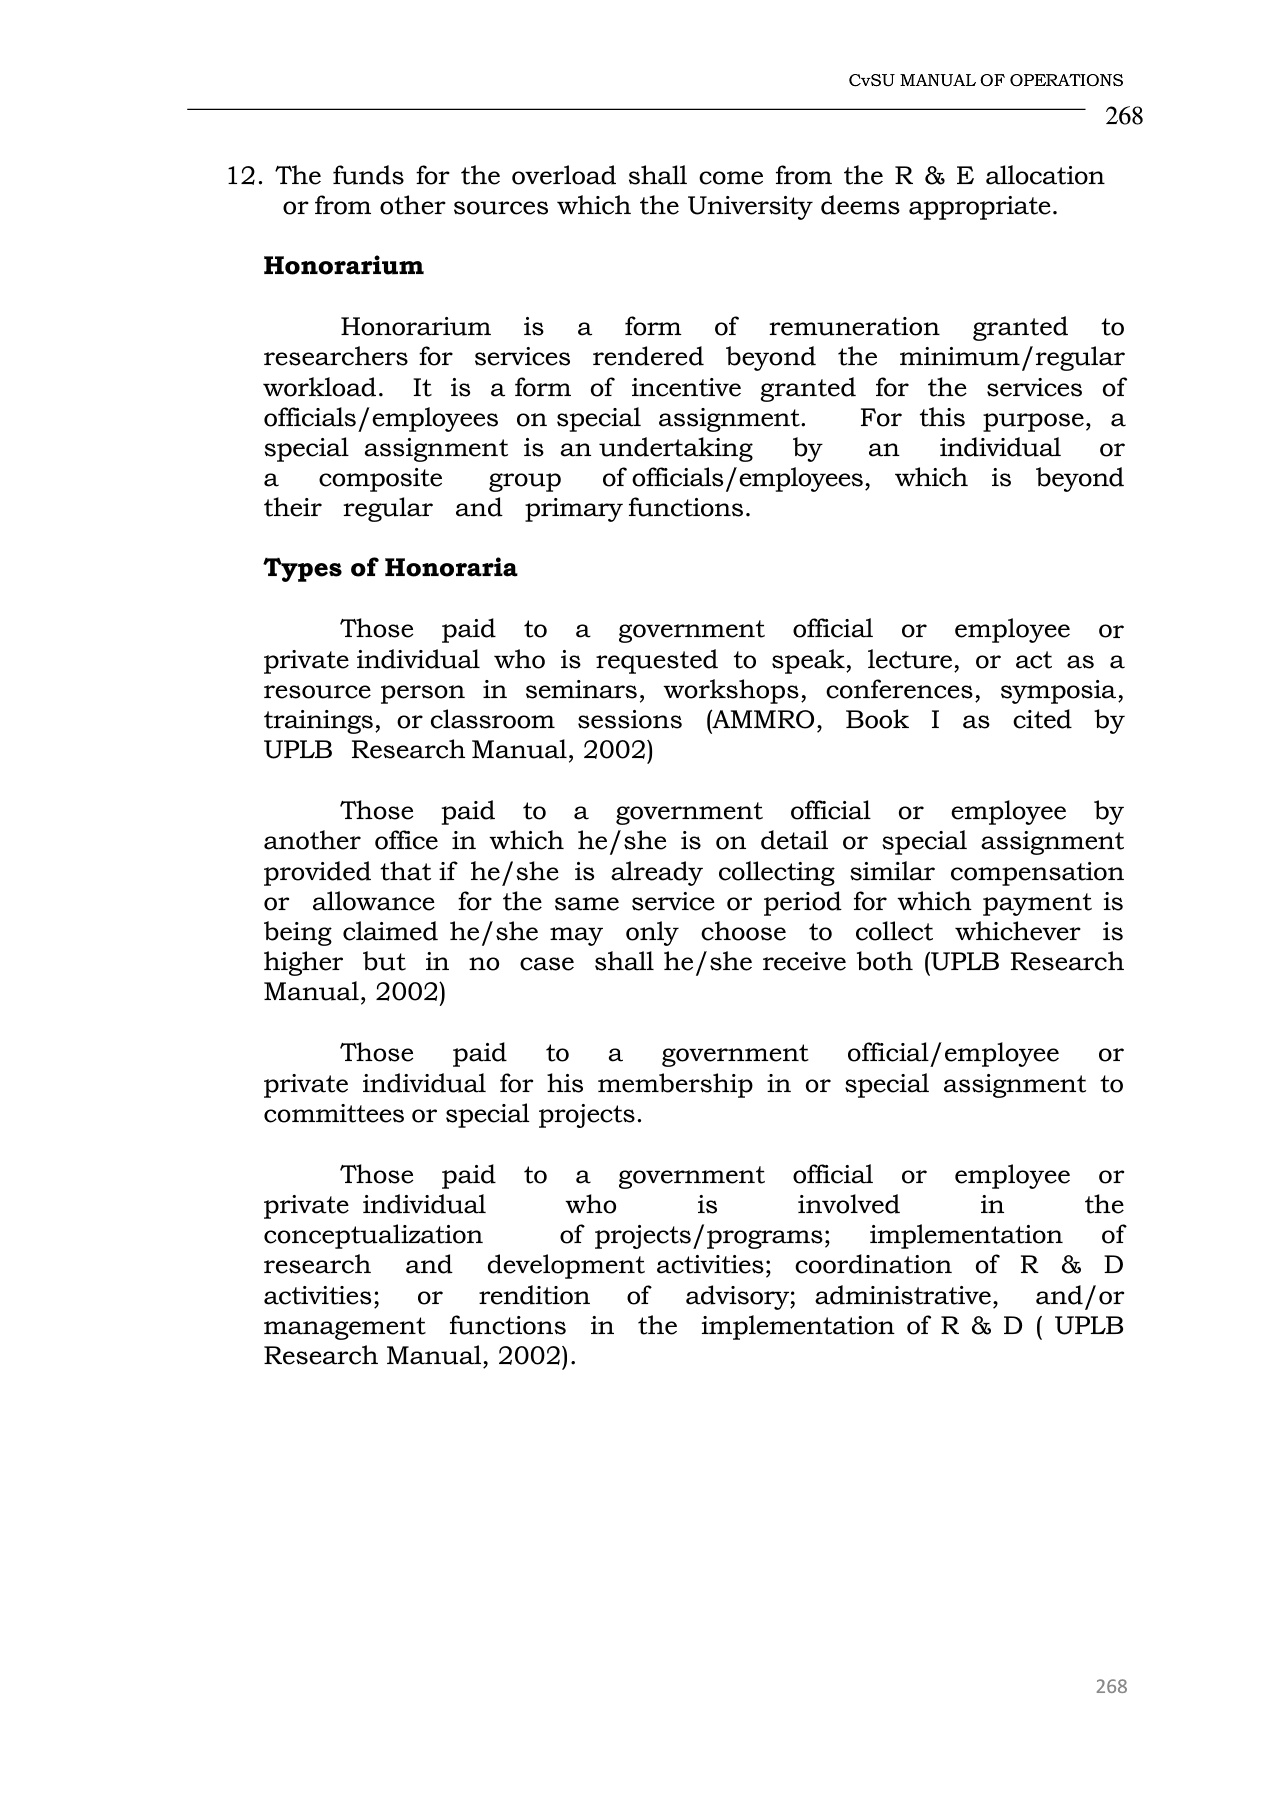 CvSU MANUAL OF OPERATIONS
268
12. The funds for the overload shall come from the R & E allocation
or from other sources which the University deems appropriate.
Honorarium
Honorarium is a form of remuneration granted to
researchers for services rendered beyond the minimum/regular
workload. It is a form of incentive granted for the services of
officials/employees on special assignment. For this purpose, a
special assignment is an undertaking by an individual or
a composite group of officials/employees, which is beyond
their regular and primary functions.
Types of Honoraria
Those paid to a government official or employee or
private individual who is requested to speak, lecture, or act as a
resource person in seminars, workshops, conferences, symposia,
trainings, or classroom sessions (AMMRO, Book I as cited by
UPLB Research Manual, 2002)
Those paid to a government official or employee by
another office in which he/she is on detail or special assignment
provided that if he/she is already collecting similar compensation
or allowance for the same service or period for which payment is
being claimed he/she may only choose to collect whichever is
higher but in no case shall he/she receive both (UPLB Research
Manual, 2002)
Those paid to a government official/employee or
private individual for his membership in or special assignment to
committees or special projects.
Those paid to a government official or employee or
private individual who is involved in the
conceptualization of projects/programs; implementation of
research and development activities; coordination of R & D
activities; or rendition of advisory; administrative, and/or
management functions in the implementation of R & D ( UPLB
Research Manual, 2002).
268